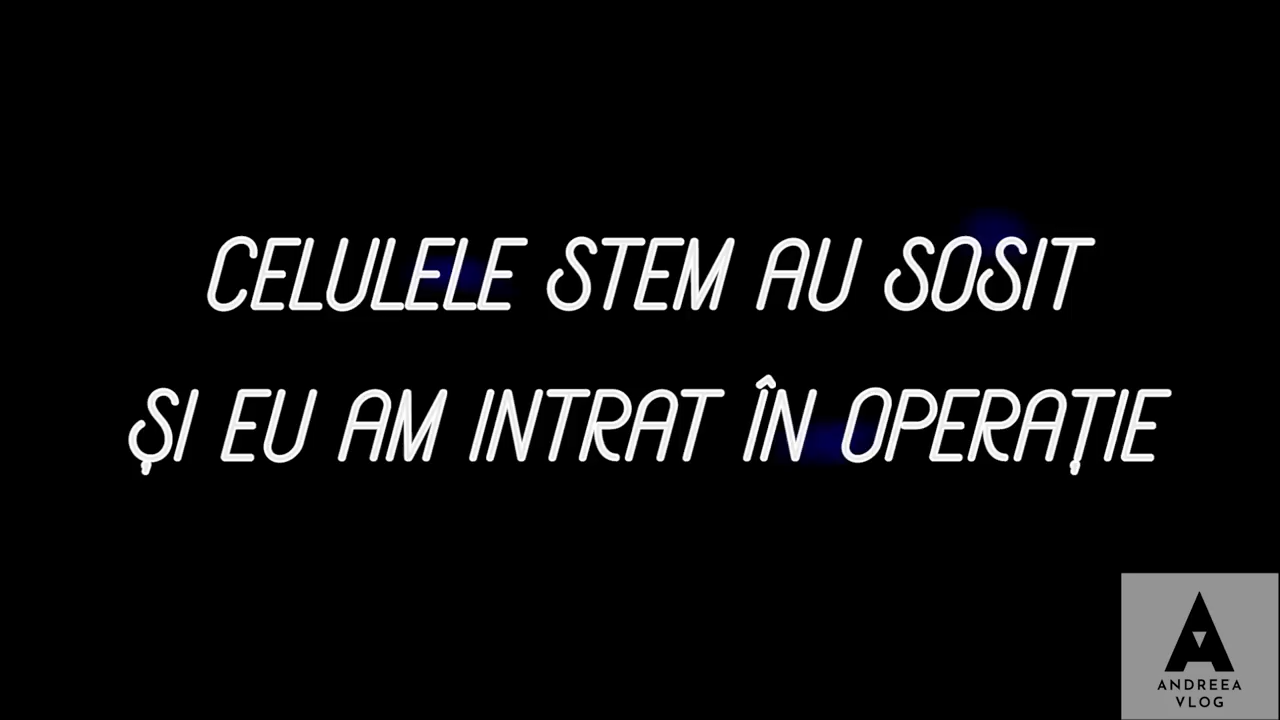 CELULELE STEM AU SOSIT
ȘI EU AM INTRAT ÎN OPERAȚIE
ANDREEA
VLOG